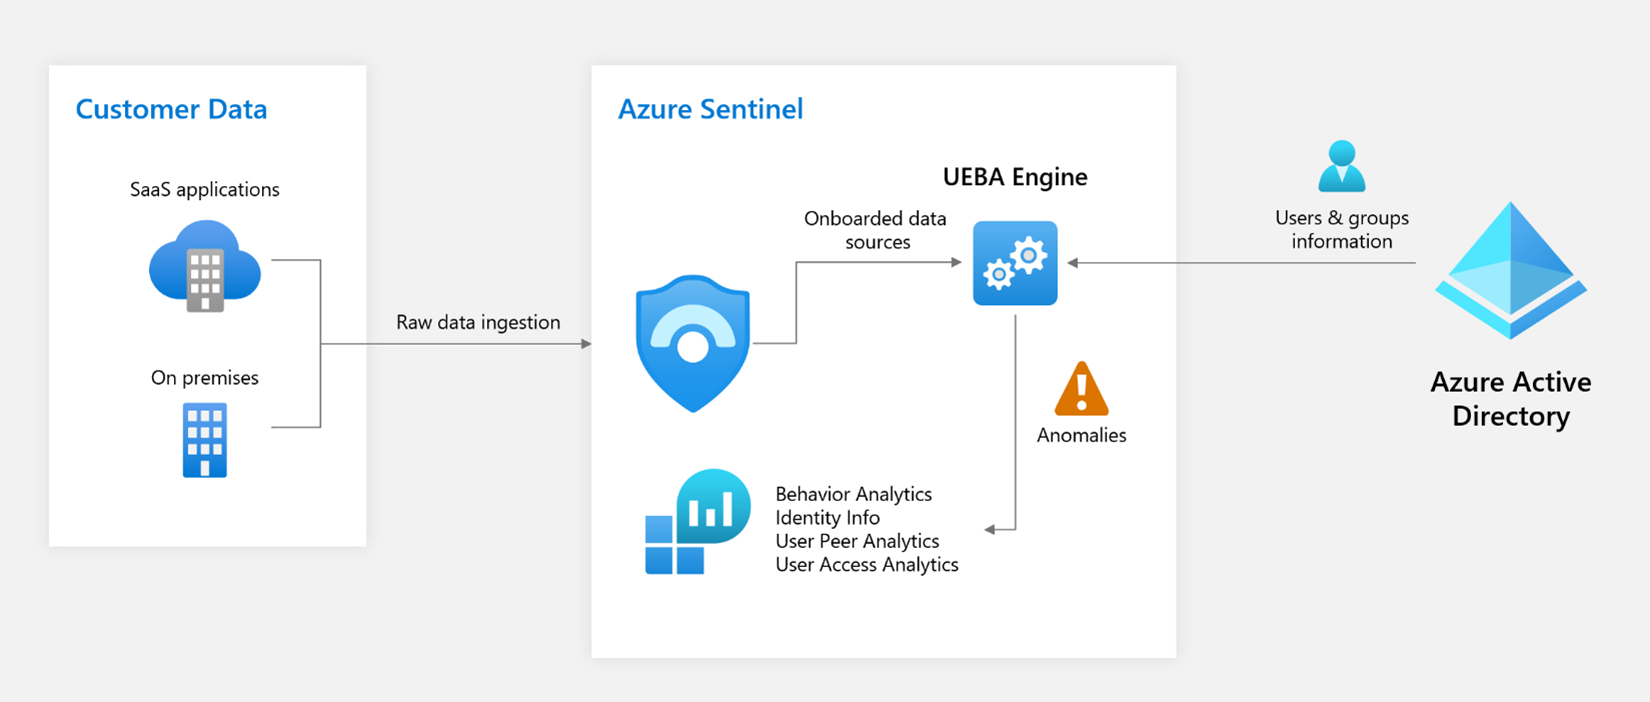 Customer Data
SaaS applications
On premises
Raw data ingestion
Azure Sentinel
UEBA Engine
Onboarded data
sources
Anomalies
Behavior Analytics
Identity Info
User Peer Analytics
User Access Analytics
Users & groups
information
Azure Active
Directory